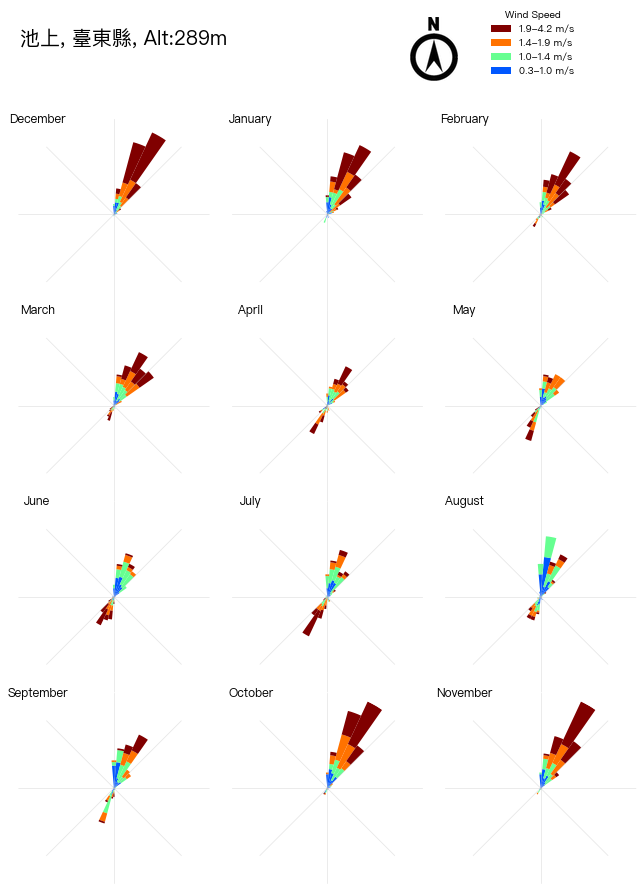 池上, 臺東縣, Alt:289m
N
Wind Speed
1.9–4.2 m/s
1.4–1.9 m/s
1.0–1.4 m/s
0.3–1.0 m/s
December
January
February
March
April
May
June
July
August
September
October
November